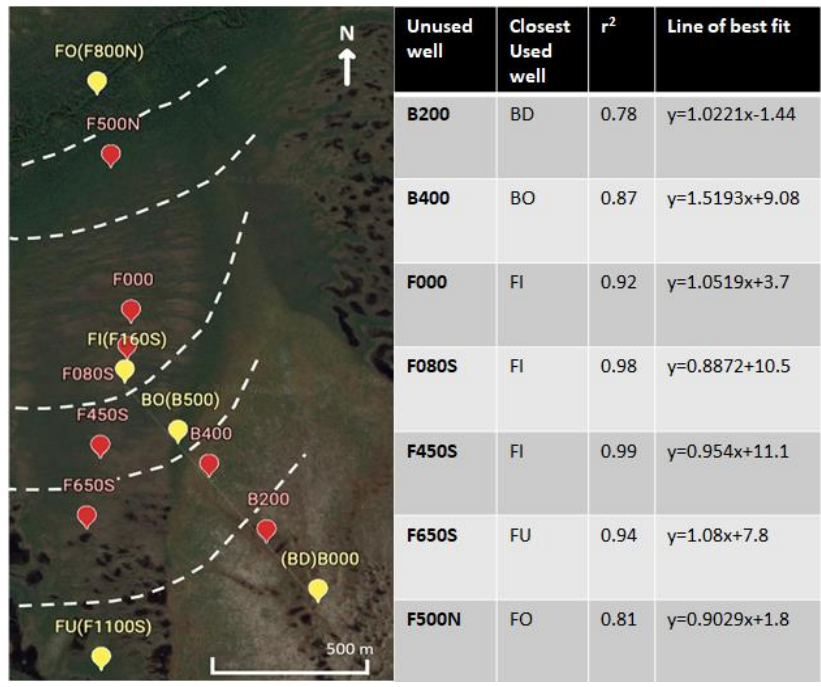 FO(F800N)
N
F500N
F000
FI(F160S)
F080S
BO(B500)
F450S
B400
F650S
B200
(BD)B000
FU(F1100S)
500 m
Unused well
Closest Used well
r²
Line of best fit
B200 BD 0.78 y=1.0221x-1.44
B400 BO 0.87 y=1.5193x+9.08
F000 FI 0.92 y=1.0519x+3.7
F080S FI 0.98 y=0.8872+10.5
F450S FI 0.99 y=0.954x+11.1
F650S FU 0.94 y=1.08x+7.8
F500N FO 0.81 y=0.9029x+1.8